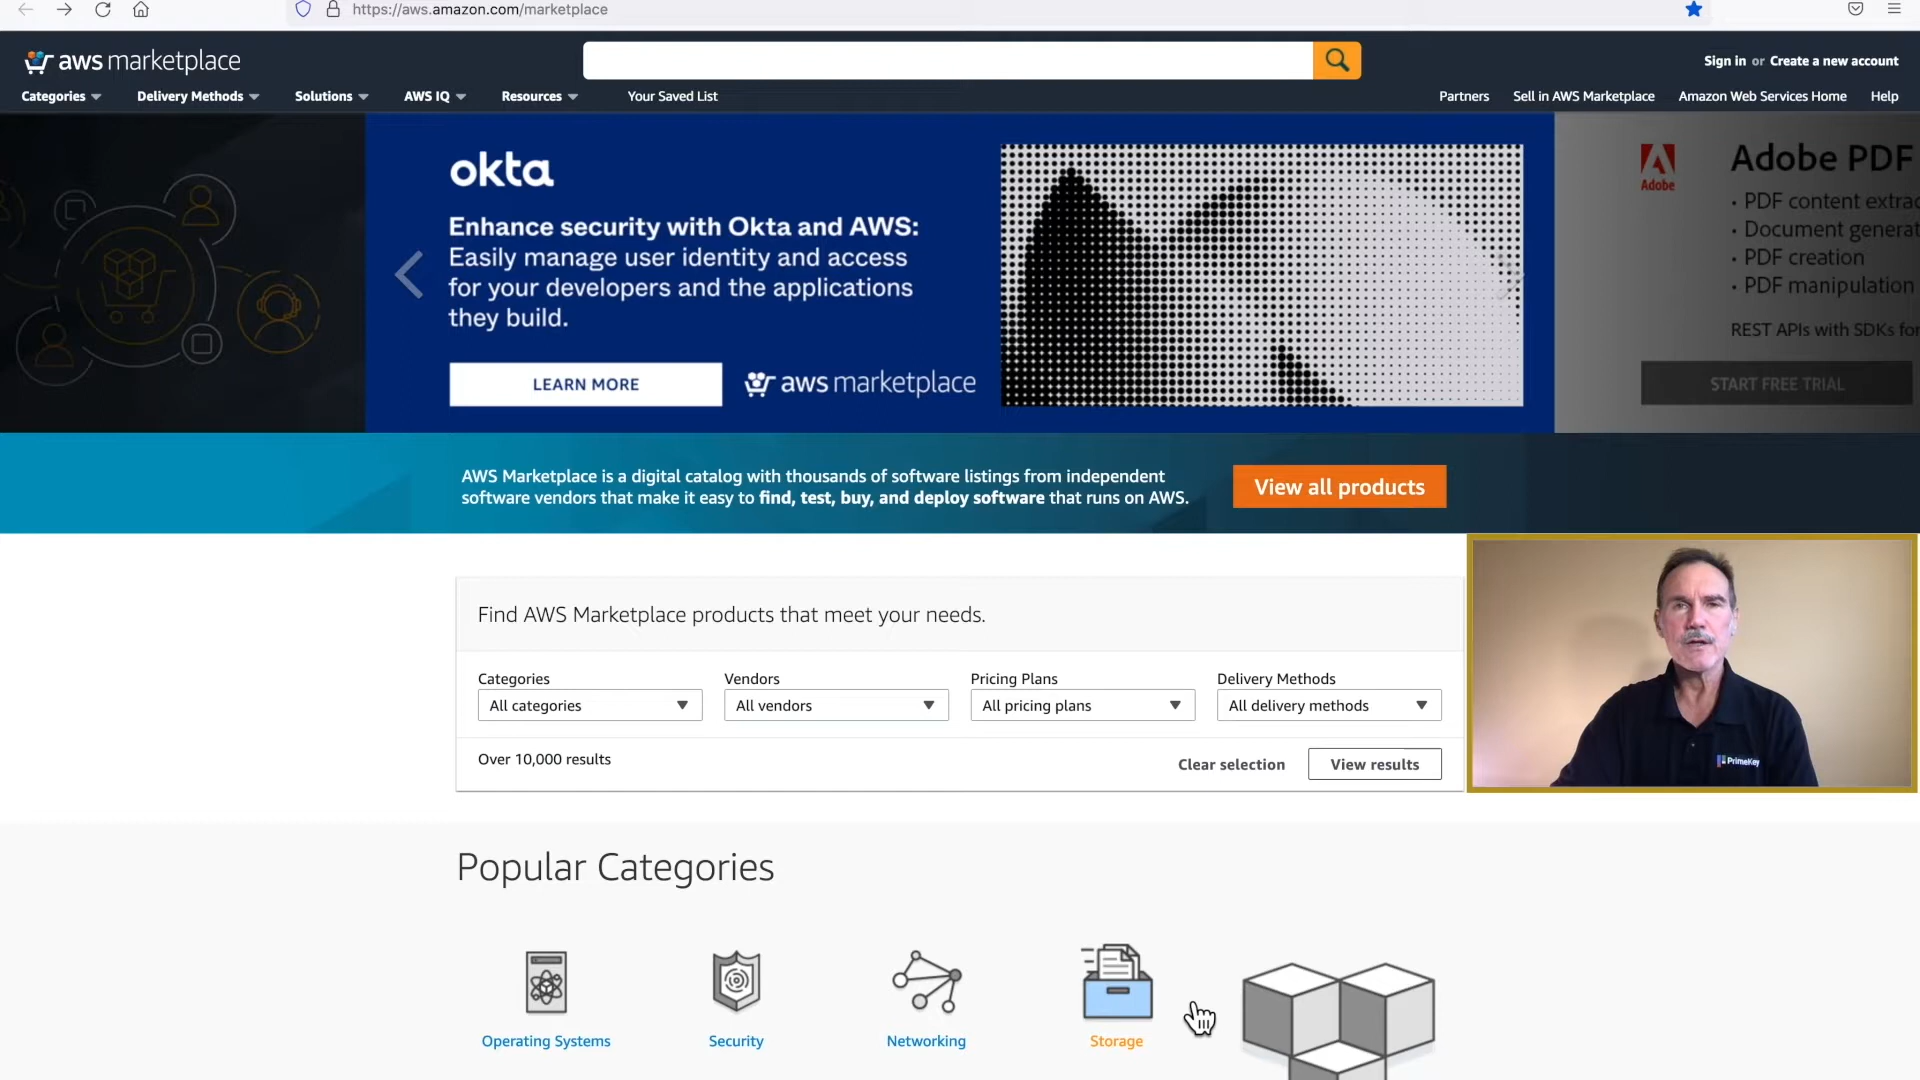 https://aws.amazon.com/marketplace
aws marketplace
Sign in or Create a new account
Categories
Delivery Methods
Solutions
AWS IQ
Resources
Your Saved List
Partners
Sell in AWS Marketplace
Amazon Web Services Home
Help
okta
Enhance security with Okta and AWS:
Easily manage user identity and access
for your developers and the applications
they build.
LEARN MORE
aws marketplace
Adobe
Adobe PDF
• PDF content extrac
• Document generat
• PDF creation
• PDF manipulation
REST APIs with SDKs for
START FREE TRIAL
AWS Marketplace is a digital catalog with thousands of software listings from independent
software vendors that make it easy to find, test, buy, and deploy software that runs on AWS.
View all products
Find AWS Marketplace products that meet your needs.
Categories
Vendors
Pricing Plans
Delivery Methods
All categories
All vendors
All pricing plans
All delivery methods
Over 10,000 results
Clear selection
View results
PrimeKey
Popular Categories
Operating Systems
Security
Networking
Storage